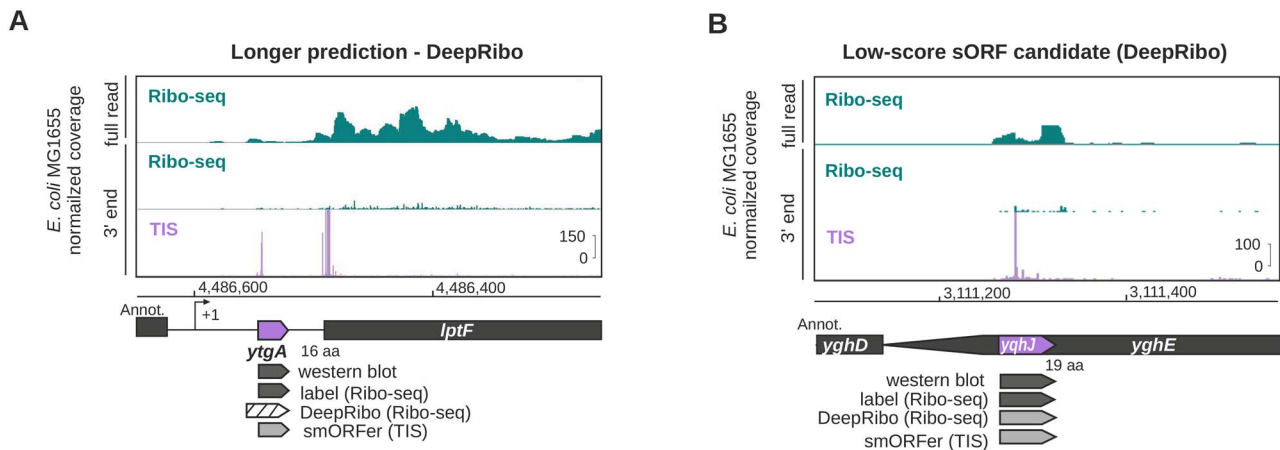 A
Longer prediction - DeepRibo
E. coli MG1655
normailzed coverage
full read
3' end
Ribo-seq
Ribo-seq
TIS
150
0
4,486,600
4,486,400
Annot.
+1
lptF
ytgA
16 aa
western blot
label (Ribo-seq)
DeepRibo (Ribo-seq)
smORFer (TIS)
B
Low-score sORF candidate (DeepRibo)
E. coli MG1655
normailzed coverage
full read
3' end
Ribo-seq
Ribo-seq
TIS
100
0
3,111,200
3,111,400
Annot.
yghD
yqhJ
yghE
19 aa
western blot
label (Ribo-seq)
DeepRibo (Ribo-seq)
smORFer (TIS)